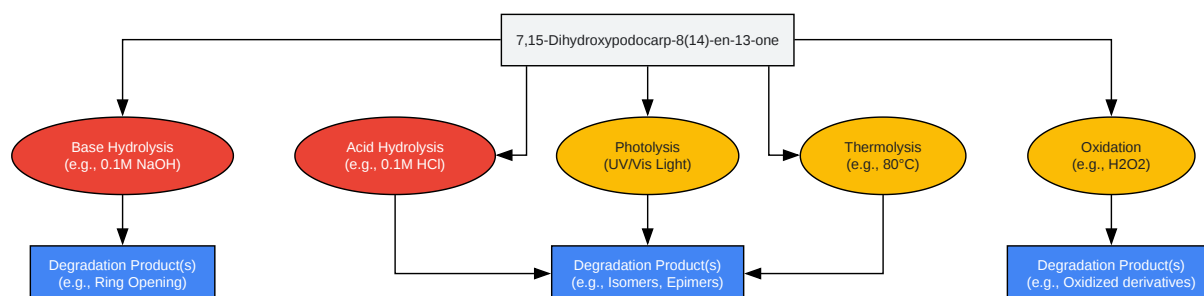 7,15-Dihydroxypodocarp-8(14)-en-13-one
Base Hydrolysis
(e.g., 0.1M NaOH)
Acid Hydrolysis
(e.g., 0.1M HCl)
Photolysis
(UV/Vis Light)
Thermolysis
(e.g., 80°C)
Oxidation
(e.g., H2O2)
Degradation Product(s)
(e.g., Ring Opening)
Degradation Product(s)
(e.g., Isomers, Epimers)
Degradation Product(s)
(e.g., Oxidized derivatives)